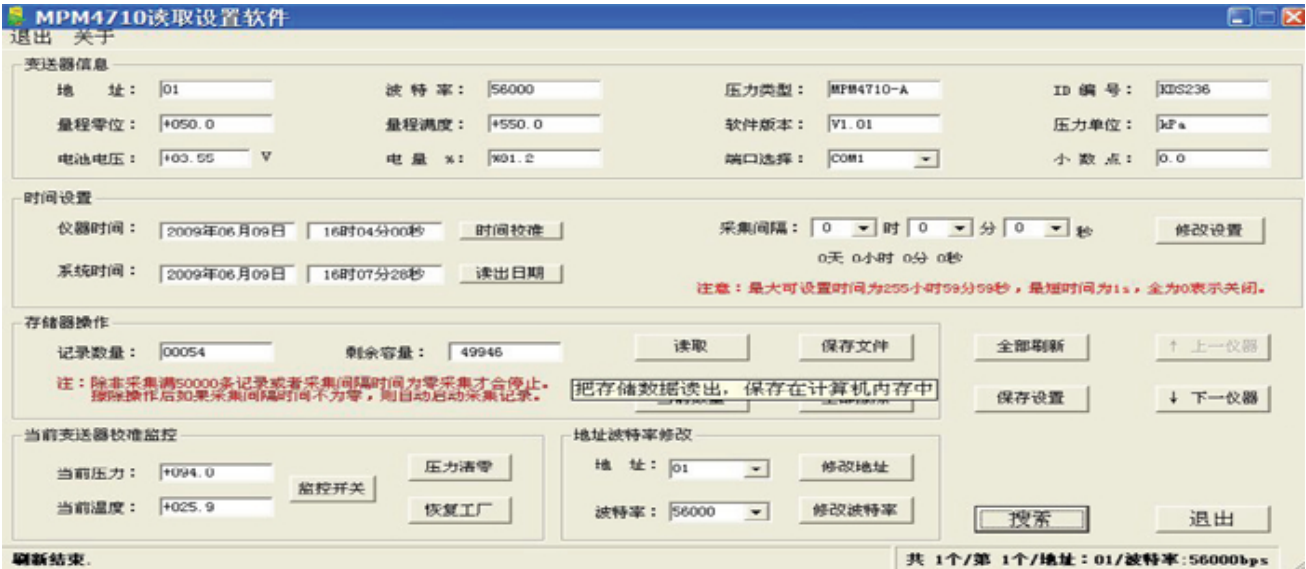 MPM4710读取设置软件
退出 关于
变送器信息
地 址： 01 波 特 率： 56000 压力类型： MPM4710-A ID 编 号： KDS236
量程零位： +050.0 量程满度： +550.0 软件版本： V1.01 压力单位： kPa
电池电压： +03.55 V 电 量 %： %91.2 端口选择： COM1 小 数 点： 0.0
时间设置
仪器时间： 2009年06月09日 16时04分00秒 时间校准 采集间隔： 0 时 0 分 0 秒 修改设置
0天 0小时 0分 0秒
系统时间： 2009年06月09日 16时07分28秒 读出日期
注意：最大可设置时间为255小时59分59秒，最短时间为1s，全为0表示关闭。
存储器操作
记录数量： 00054 剩余容量： 49946 读取 保存文件 全部刷新 ↑ 上一仪器
注：除非采集满50000条记录或者采集间隔时间为零采集才会停止。
擦除操作后如果采集间隔时间不为零，则自动启动采集记录。
把存储数据读出， 保存在计算机内存中
保存设置 ↓ 下一仪器
当前变送器校准监控 地址波特率修改
当前压力： +094.0 监控开关 压力清零 地 址： 01 修改地址
当前温度： +025.9 恢复工厂 波特率： 56000 修改波特率 搜索 退出
刷新结束. 共 1个/第 1个/地址：01/波特率:56000bps